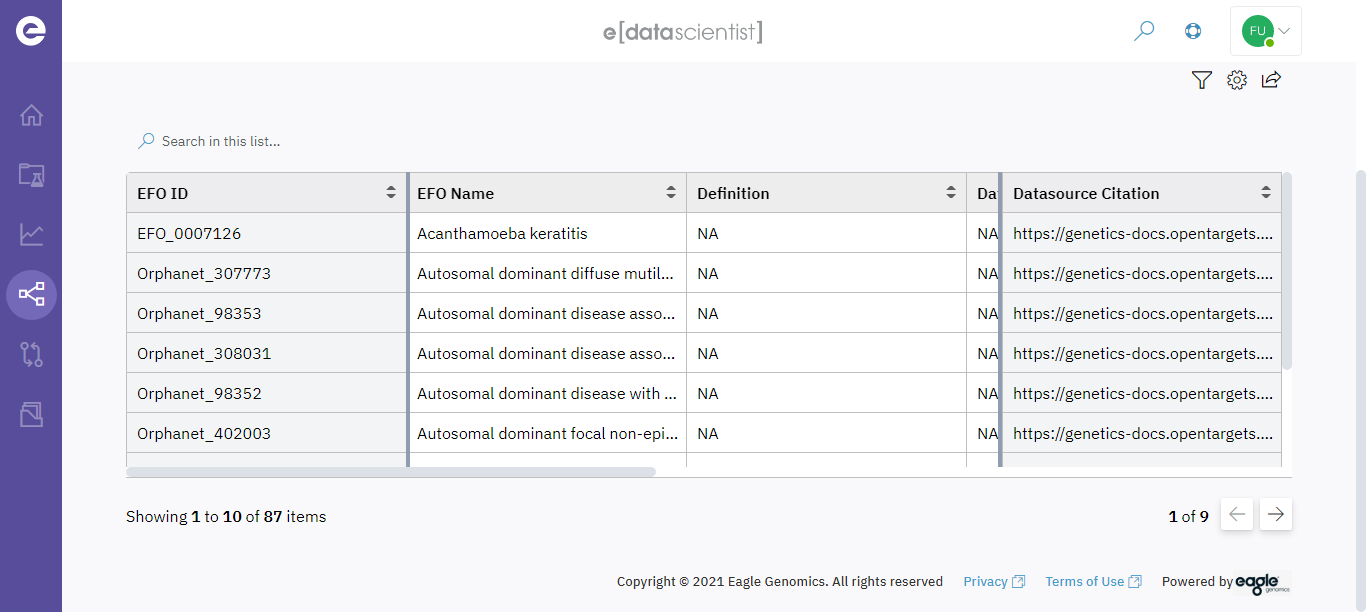 e[datascientist]
FU
Search in this list...
EFO ID EFO Name Definition Da Datasource Citation
EFO_0007126 Acanthamoeba keratitis NA NA https://genetics-docs.opentargets....
Orphanet_307773 Autosomal dominant diffuse mutil... NA NA https://genetics-docs.opentargets....
Orphanet_98353 Autosomal dominant disease asso... NA NA https://genetics-docs.opentargets....
Orphanet_308031 Autosomal dominant disease asso... NA NA https://genetics-docs.opentargets....
Orphanet_98352 Autosomal dominant disease with ... NA NA https://genetics-docs.opentargets....
Orphanet_402003 Autosomal dominant focal non-epi... NA NA https://genetics-docs.opentargets....
Showing 1 to 10 of 87 items 1 of 9
Copyright © 2021 Eagle Genomics. All rights reserved Privacy Terms of Use Powered by eagle genomics